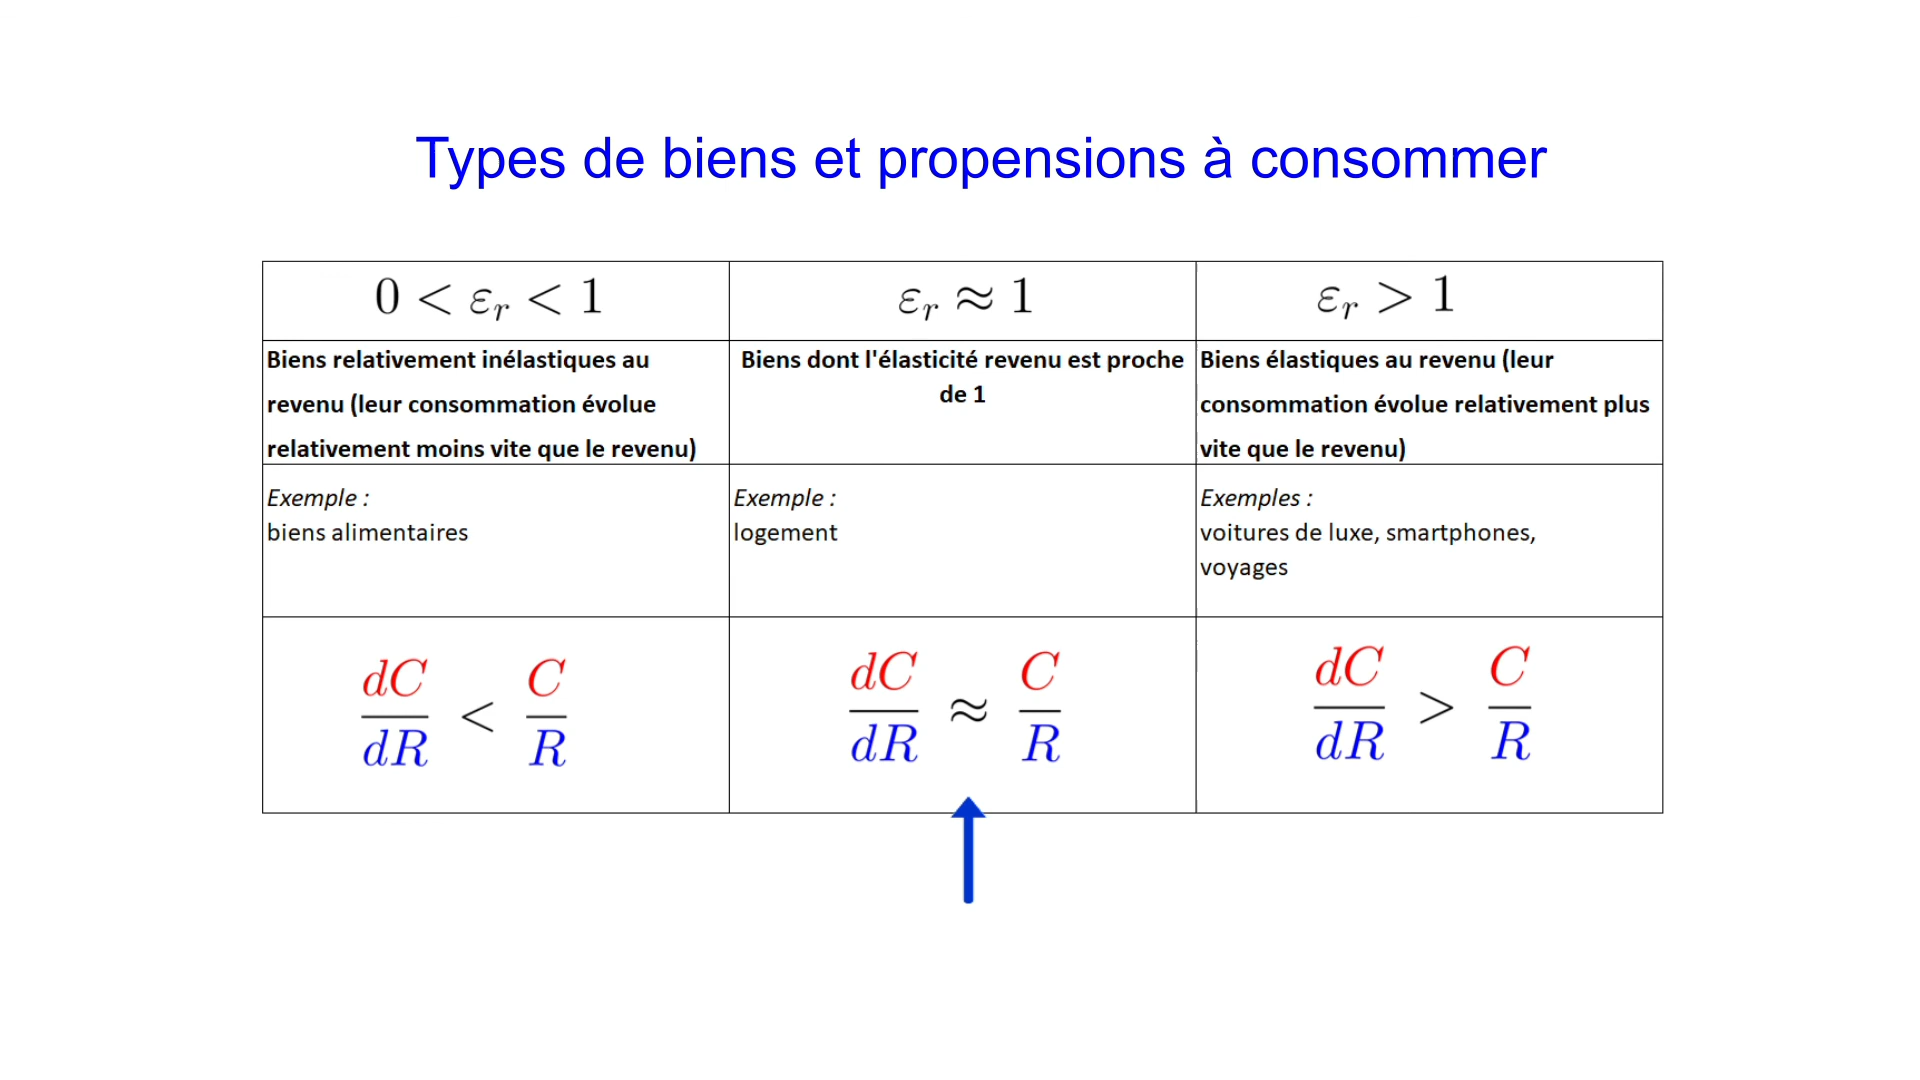 Types de biens et propensions à consommer
0 < εr < 1
εr ≈ 1
εr > 1
Biens relativement inélastiques au
revenu (leur consommation évolue
relativement moins vite que le revenu)
Biens dont l'élasticité revenu est proche
de 1
Biens élastiques au revenu (leur
consommation évolue relativement plus
vite que le revenu)
Exemple :
biens alimentaires
Exemple :
logement
Exemples :
voitures de luxe, smartphones,
voyages
dC/dR < C/R
dC/dR ≈ C/R
dC/dR > C/R